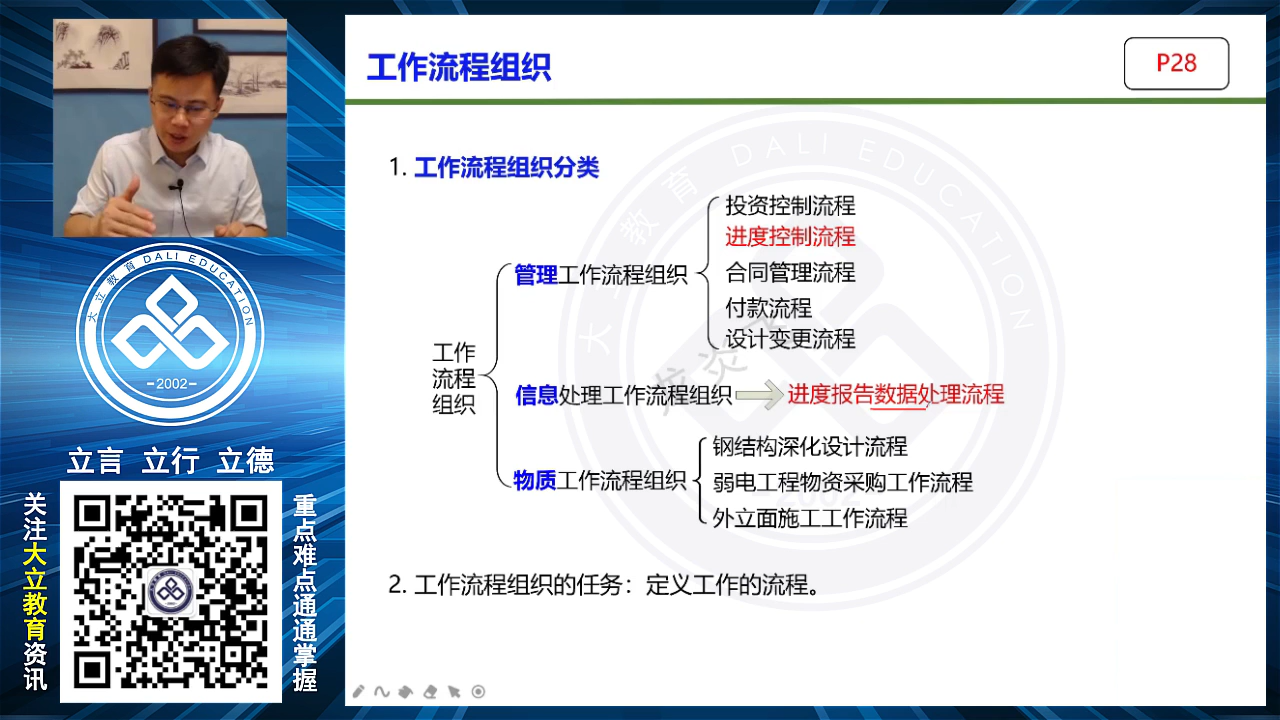 工作流程组织
P28
1. 工作流程组织分类
投资控制流程
进度控制流程
管理工作流程组织
合同管理流程
付款流程
设计变更流程
工作
流程
组织
信息处理工作流程组织
进度报告数据处理流程
钢结构深化设计流程
物质工作流程组织
弱电工程物资采购工作流程
外立面施工工作流程
2. 工作流程组织的任务：定义工作的流程。
大立教育 DALI EDUCATION
2002
立言 立行 立德
关注大立教育资讯
重点难点通通掌握
大立教育 DALI EDUCATION